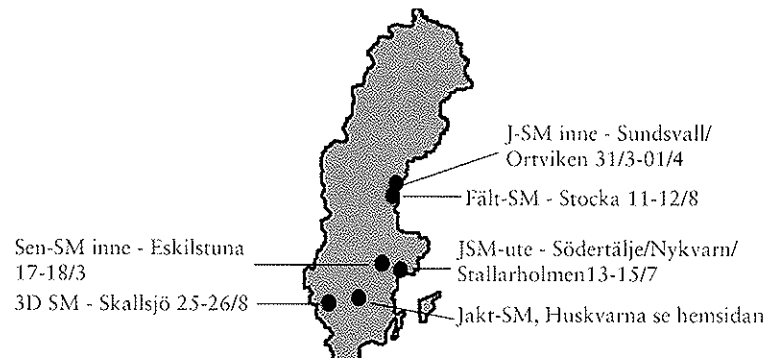 J-SM inne - Sundsvall/
Ortviken 31/3-01/4
Fält-SM - Stocka 11-12/8
Sen-SM inne - Eskilstuna
17-18/3
JSM-ute - Södertälje/Nykvarn/
Stallarholmen13-15/7
3D SM - Skallsjö 25-26/8
Jakt-SM, Huskvarna se hemsidan